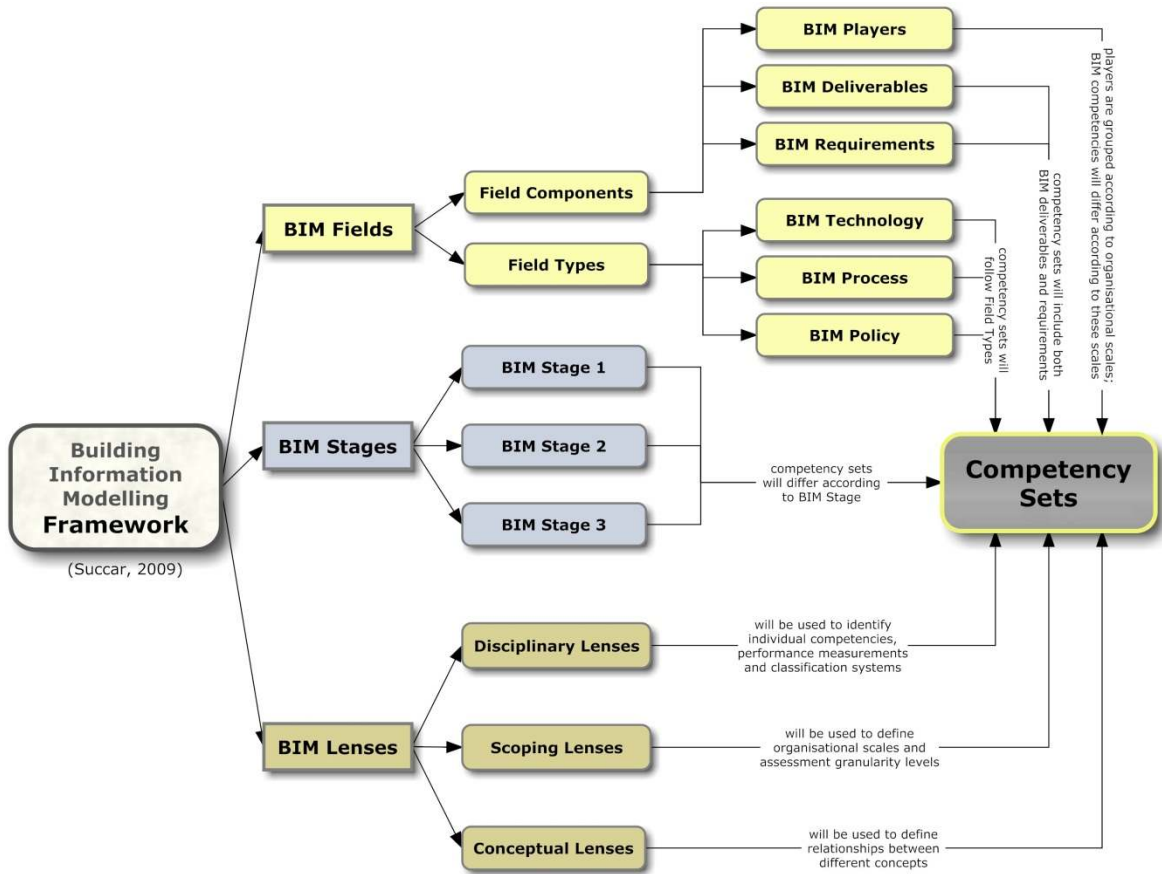 BIM Players
BIM Deliverables
BIM Requirements
Field Components
BIM Fields
Field Types
BIM Technology
BIM Process
BIM Policy
players are grouped according to organisational scales;
BIM competencies will differ according to these scales
competency sets will include both
BIM deliverables and requirements
competency sets will
follow Field Types
BIM Stage 1
BIM Stages
BIM Stage 2
BIM Stage 3
competency sets
will differ according
to BIM Stage
Building
Information
Modelling
Framework
(Succar, 2009)
Competency
Sets
Disciplinary Lenses
will be used to identify
individual competencies,
performance measurements
and classification systems
BIM Lenses
Scoping Lenses
will be used to define
organisational scales and
assessment granularity levels
Conceptual Lenses
will be used to define
relationships between
different concepts